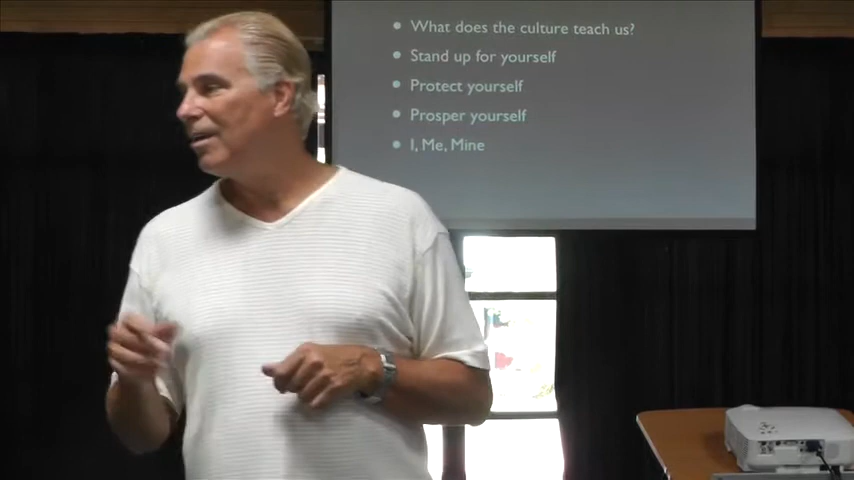 What does the culture teach us?
Stand up for yourself
Protect yourself
Prosper yourself
I, Me, Mine